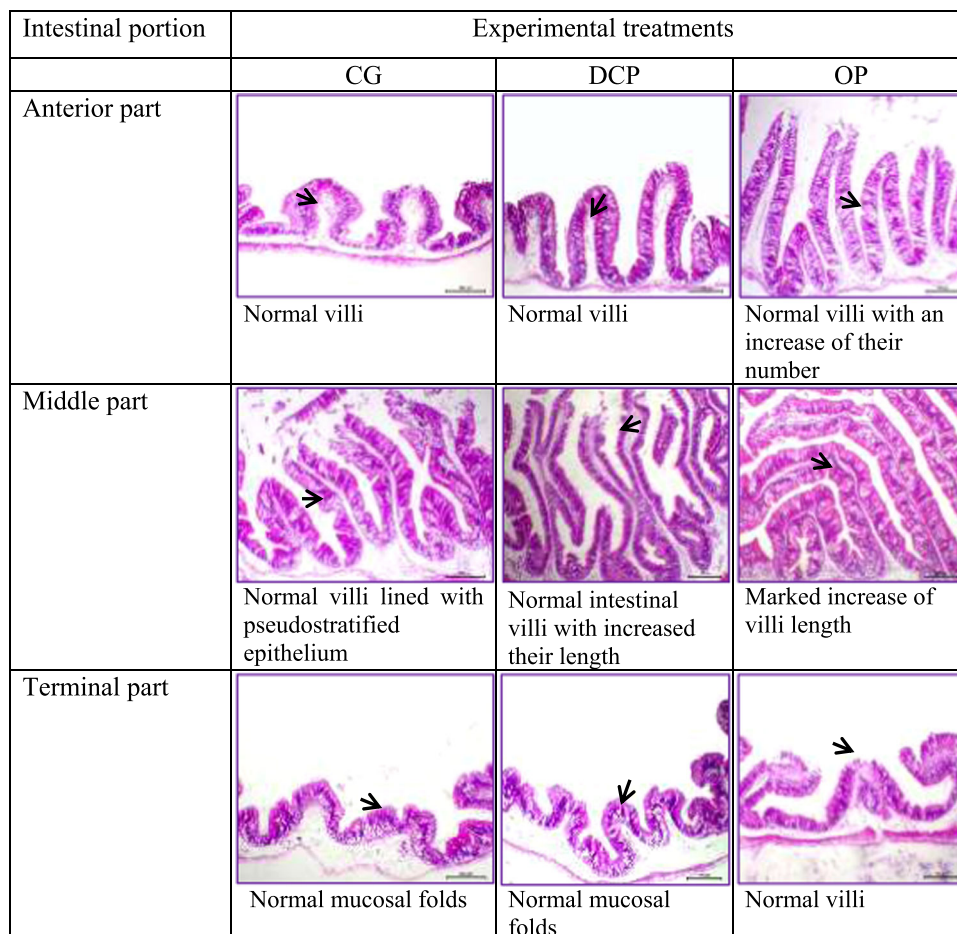 Intestinal portion
Experimental treatments
CG
DCP
OP
Anterior part
Normal villi
Normal villi
Normal villi with an
increase of their
number
Middle part
Normal villi lined with
pseudostratified
epithelium
Normal intestinal
villi with increased
their length
Marked increase of
villi length
Terminal part
Normal mucosal folds
Normal mucosal
folds
Normal villi